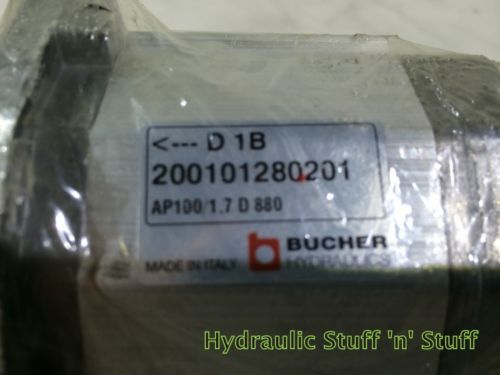 <--- D 1B
200101280201
AP100/1.7 D 880
BUCHER
MADE IN ITALY HYDRAULICS
Hydraulic Stuff 'n' Stuff